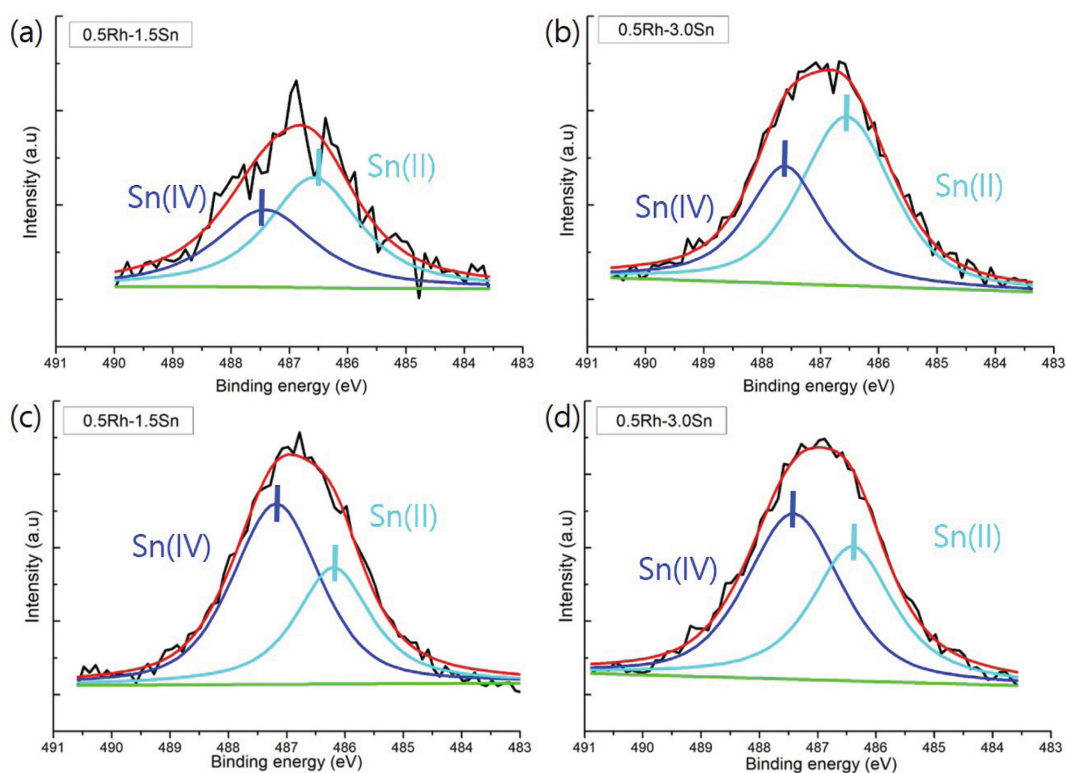 (a)
0.5Rh-1.5Sn
Sn(IV)
Sn(II)
Intensity (a.u)
491 490 489 488 487 486 485 484 483
Binding energy (eV)
(b)
0.5Rh-3.0Sn
Sn(IV)
Sn(II)
Intensity (a.u)
491 490 489 488 487 486 485 484 483
Binding energy (eV)
(c)
0.5Rh-1.5Sn
Sn(IV)
Sn(II)
Intensity (a.u)
491 490 489 488 487 486 485 484 483
Binding energy (eV)
(d)
0.5Rh-3.0Sn
Sn(IV)
Sn(II)
Intensity (a.u)
491 490 489 488 487 486 485 484 483
Binding energy (eV)